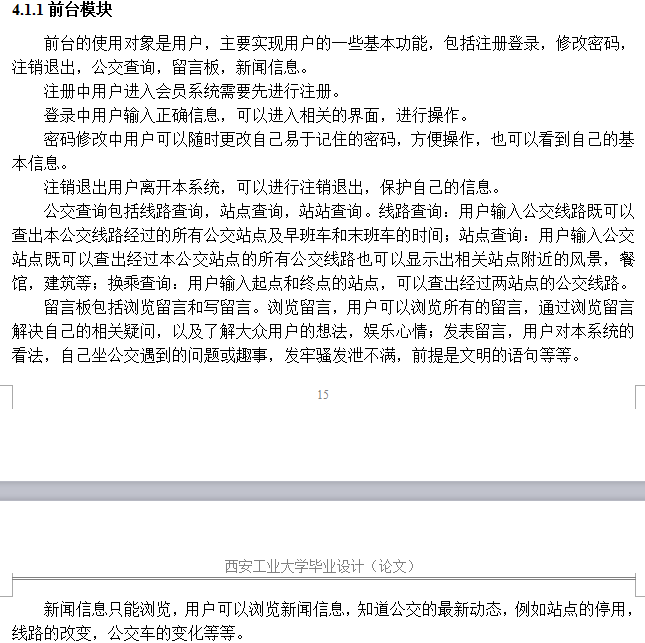 4.1.1 前台模块
前台的使用对象是用户，主要实现用户的一些基本功能，包括注册登录，修改密码，
注销退出，公交查询，留言板，新闻信息。
注册中用户进入会员系统需要先进行注册。
登录中用户输入正确信息，可以进入相关的界面，进行操作。
密码修改中用户可以随时更改自己易于记住的密码，方便操作，也可以看到自己的基
本信息。
注销退出用户离开本系统，可以进行注销退出，保护自己的信息。
公交查询包括线路查询，站点查询，站站查询。线路查询：用户输入公交线路既可以
查出本公交线路经过的所有公交站点及早班车和末班车的时间；站点查询：用户输入公交
站点既可以查出经过本公交站点的所有公交线路也可以显示出相关站点附近的风景，餐
馆，建筑等；换乘查询：用户输入起点和终点的站点，可以查出经过两站点的公交线路。
留言板包括浏览留言和写留言。浏览留言，用户可以浏览所有的留言，通过浏览留言
解决自己的相关疑问，以及了解大众用户的想法，娱乐心情；发表留言，用户对本系统的
看法，自己坐公交遇到的问题或趣事，发牢骚发泄不满，前提是文明的语句等等。
15
西安工业大学毕业设计（论文）
新闻信息只能浏览，用户可以浏览新闻信息，知道公交的最新动态，例如站点的停用，
线路的改变，公交车的变化等等。